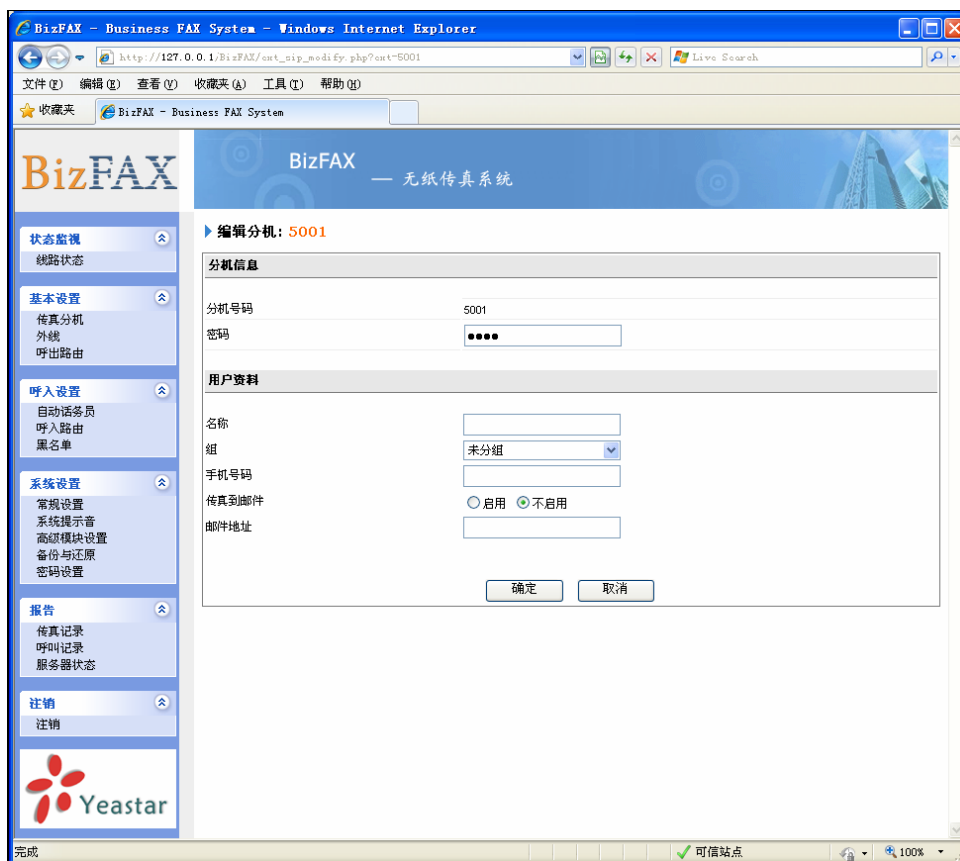 BizFAX - Business FAX System - Windows Internet Explorer
http://127.0.0.1/BizFAX/ext_sip_modify.php?ext=5001
Live Search
文件(F) 编辑(E) 查看(V) 收藏夹(A) 工具(T) 帮助(H)
收藏夹
BizFAX - Business FAX System
BizFAX
BizFAX
— 无纸传真系统
状态监视
线路状态
基本设置
传真分机
外线
呼出路由
呼入设置
自动话务员
呼入路由
黑名单
系统设置
常规设置
系统提示音
高级模块设置
备份与还原
密码设置
报告
传真记录
呼叫记录
服务器状态
注销
注销
Yeastar
编辑分机: 5001
分机信息
分机号码 5001
密码 ●●●●
用户资料
名称
组 未分组
手机号码
传真到邮件 启用 不启用
邮件地址
确定 取消
完成 可信站点 100%